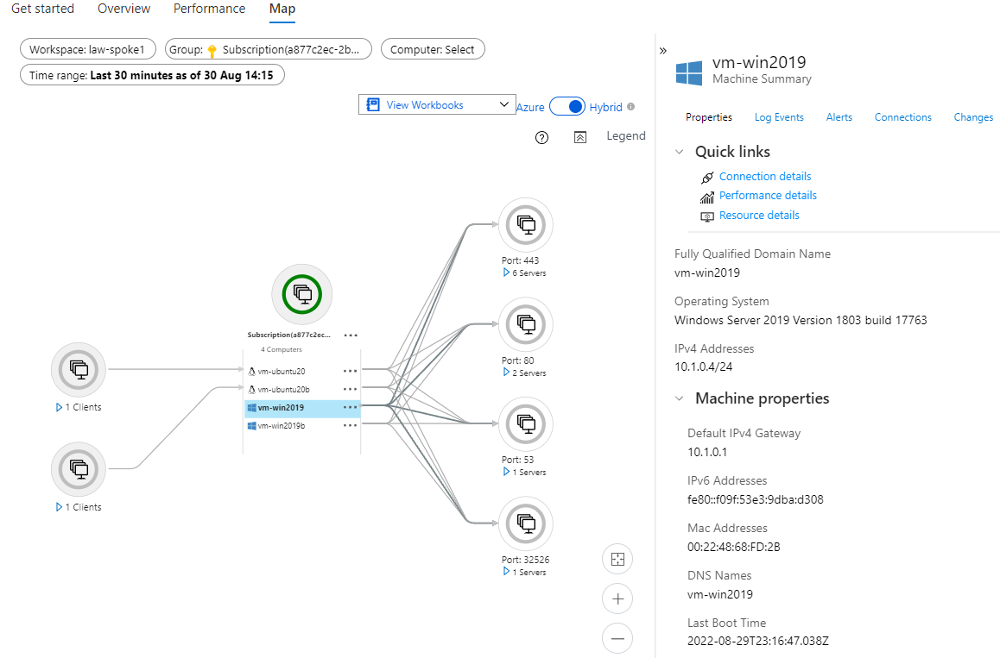 Get started Overview Performance Map
Workspace: law-spoke1 Group: Subscription(a877c2ec-2b... Computer: Select
Time range: Last 30 minutes as of 30 Aug 14:15
View Workbooks Azure Hybrid
Legend
Port: 443
6 Servers
Subscription(a877c2ec...
4 Computers
vm-ubuntu20
vm-ubuntu20b
vm-win2019
vm-win2019b
1 Clients
1 Clients
Port: 80
2 Servers
Port: 53
1 Servers
Port: 32526
1 Servers
vm-win2019
Machine Summary
Properties Log Events Alerts Connections Changes
Quick links
Connection details
Performance details
Resource details
Fully Qualified Domain Name
vm-win2019
Operating System
Windows Server 2019 Version 1803 build 17763
IPv4 Addresses
10.1.0.4/24
Machine properties
Default IPv4 Gateway
10.1.0.1
IPv6 Addresses
fe80::f09f:53e3:9dba:d308
Mac Addresses
00:22:48:68:FD:2B
DNS Names
vm-win2019
Last Boot Time
2022-08-29T23:16:47.038Z